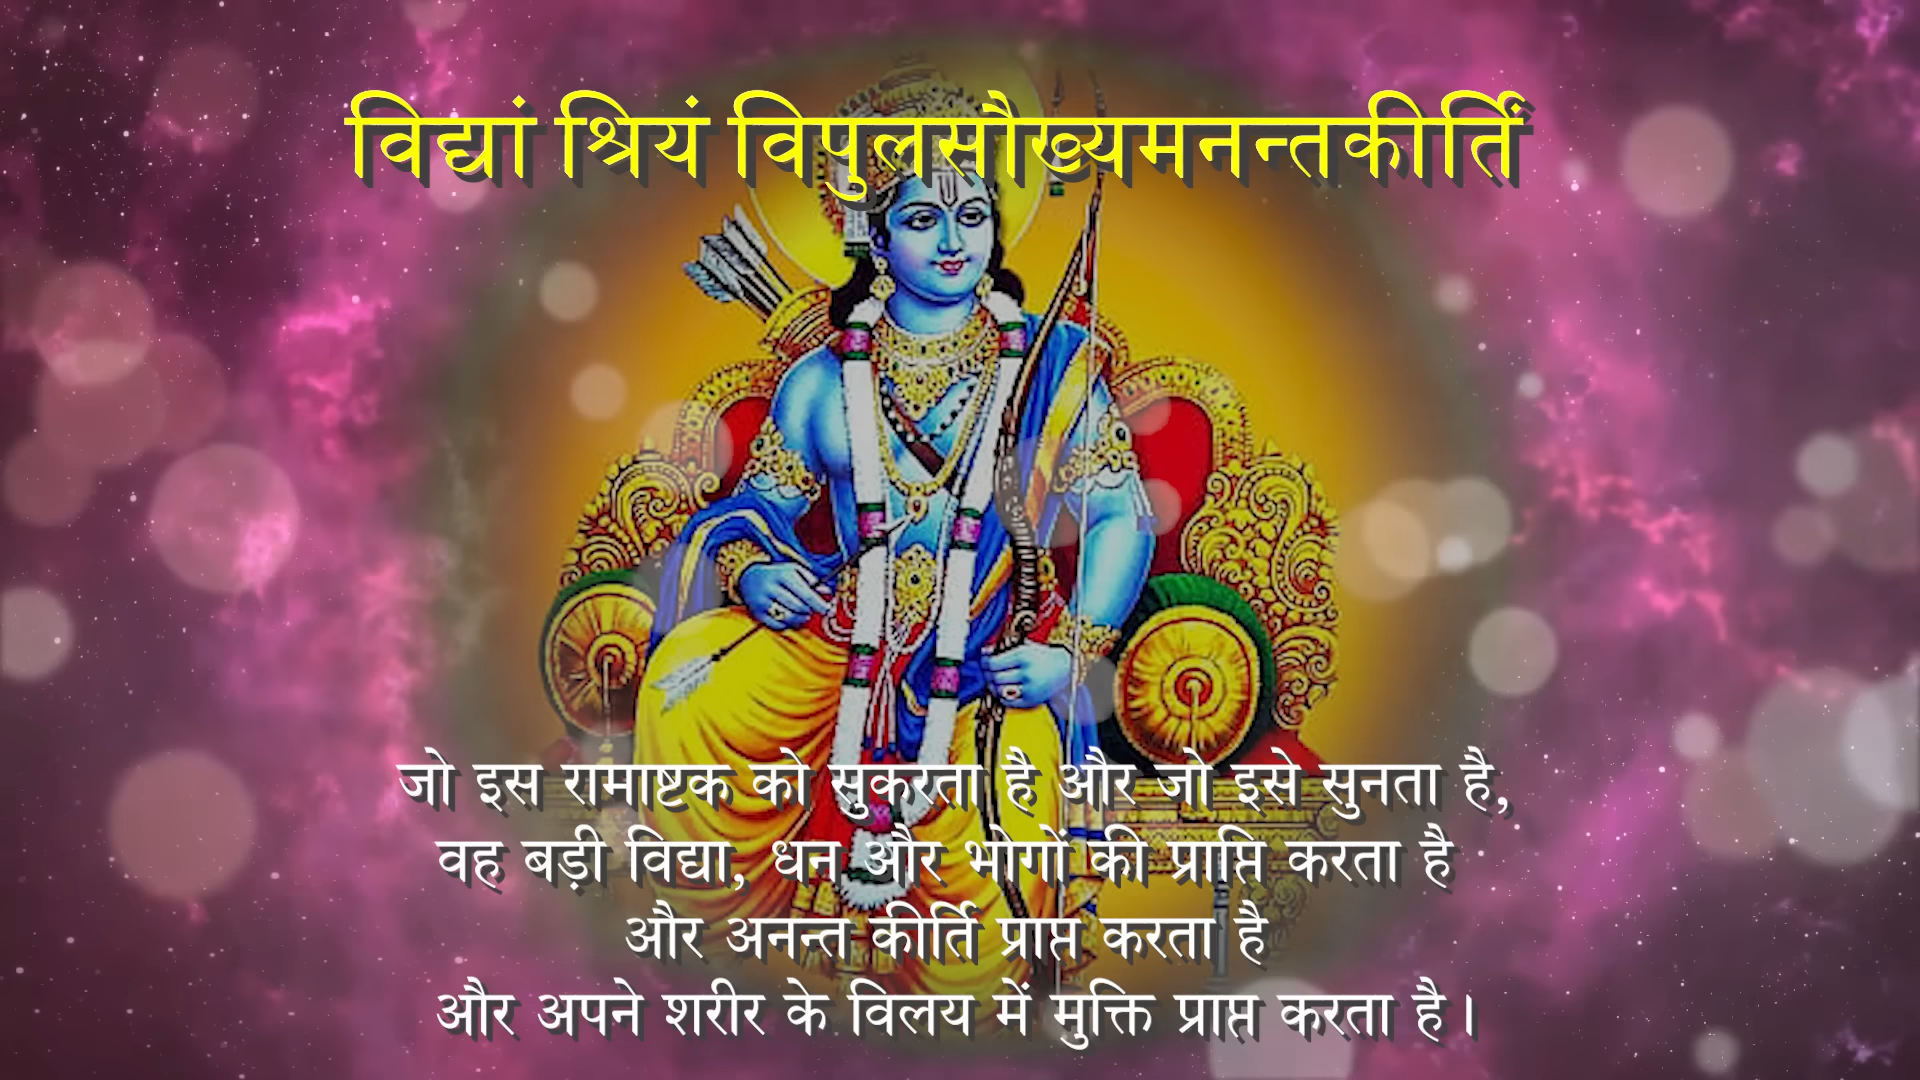 विद्यां श्रियं विपुलसौख्यमनन्तकीर्तिं
जो इस रामाष्टक को सुकरता है और जो इसे सुनता है,
वह बड़ी विद्या, धन और भोगों की प्राप्ति करता है
और अनन्त कीर्ति प्राप्त करता है
और अपने शरीर के विलय में मुक्ति प्राप्त करता है।